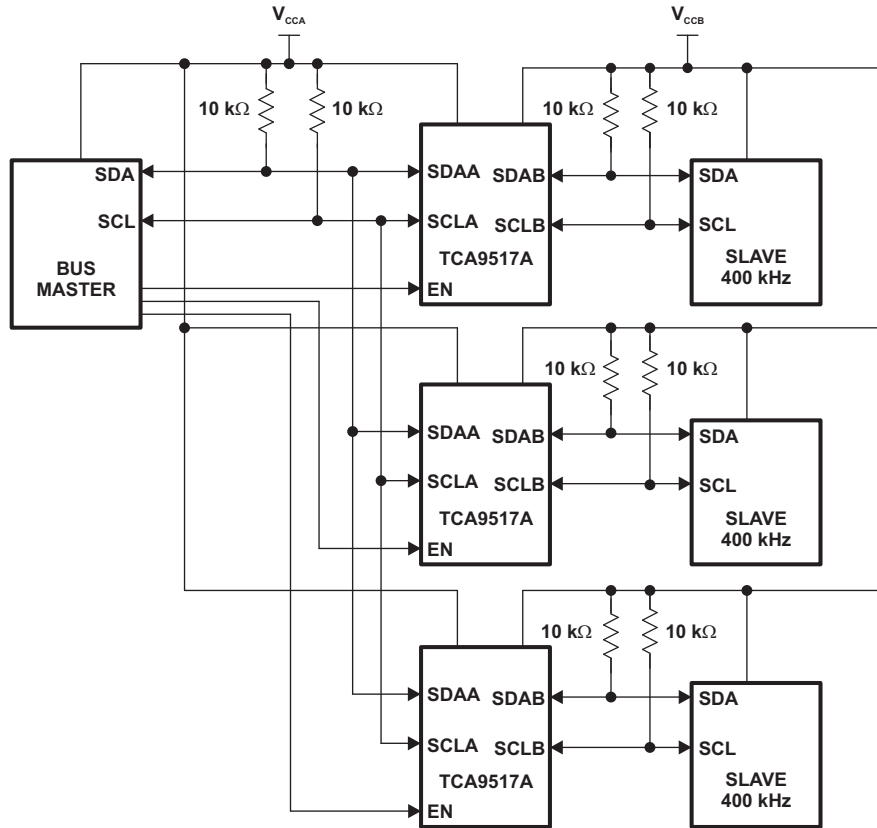 V_CCA
V_CCB
10 kΩ 10 kΩ 10 kΩ 10 kΩ
SDA
SCL
BUS
MASTER
SDAA SDAB
SCLA SCLB
TCA9517A
EN
SDA
SCL
SLAVE
400 kHz
10 kΩ 10 kΩ
SDAA SDAB
SCLA SCLB
TCA9517A
EN
SDA
SCL
SLAVE
400 kHz
10 kΩ 10 kΩ
SDAA SDAB
SCLA SCLB
TCA9517A
EN
SDA
SCL
SLAVE
400 kHz